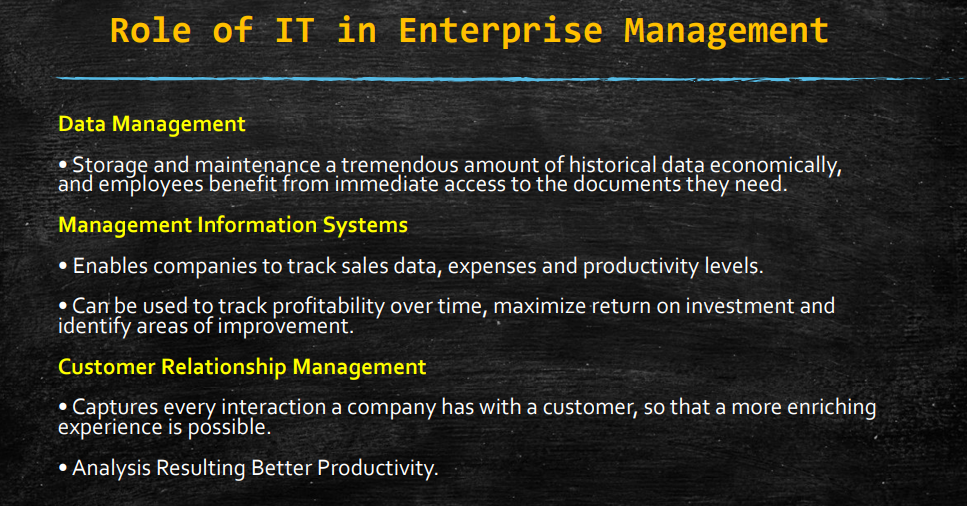 Role of IT in Enterprise Management
Data Management
• Storage and maintenance a tremendous amount of historical data economically,
and employees benefit from immediate access to the documents they need.
Management Information Systems
• Enables companies to track sales data, expenses and productivity levels.
• Can be used to track profitability over time, maximize return on investment and
identify areas of improvement.
Customer Relationship Management
• Captures every interaction a company has with a customer, so that a more enriching
experience is possible.
• Analysis Resulting Better Productivity.